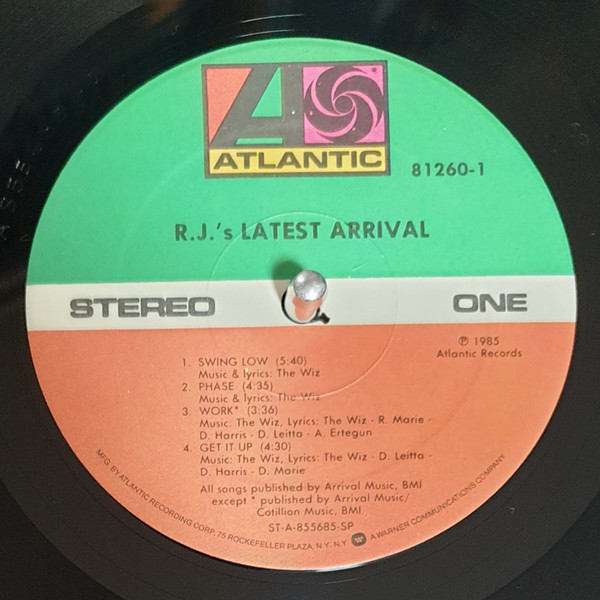 ATLANTIC
81260-1
R.J.'s LATEST ARRIVAL
STEREO
ONE
℗ 1985
Atlantic Records
1. SWING LOW (5:40)
Music & lyrics: The Wiz
2. PHASE (4:35)
Music & lyrics: The Wiz
3. WORK* (3:36)
Music: The Wiz, Lyrics: The Wiz - R. Marie -
D. Harris - D. Leitta - A. Ertegun
4. GET IT UP (4:30)
Music: The Wiz, Lyrics: The Wiz - D. Leitta -
D. Harris - D. Marie
All songs published by Arrival Music, BMI
except * published by Arrival Music/
Cotillion Music, BMI
ST-A-855685-SP
MFG. BY ATLANTIC RECORDING CORP. 75 ROCKEFELLER PLAZA, N.Y. N.Y. A WARNER COMMUNICATIONS COMPANY